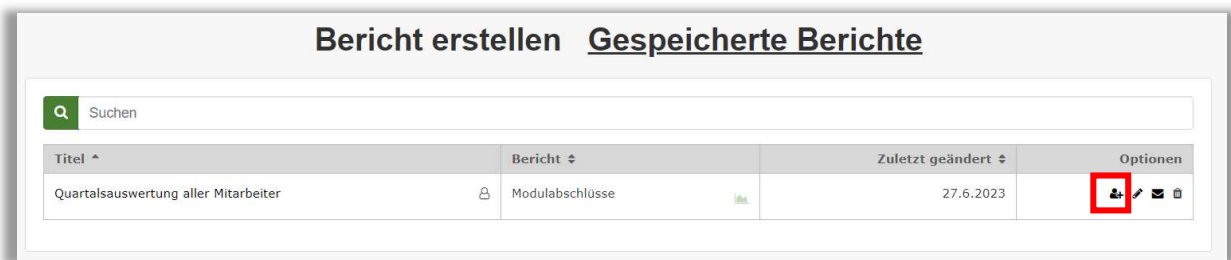 Bericht erstellen Gespeicherte Berichte
Suchen
Titel Bericht Zuletzt geändert Optionen
Quartalsauswertung aller Mitarbeiter Modulabschlüsse 27.6.2023